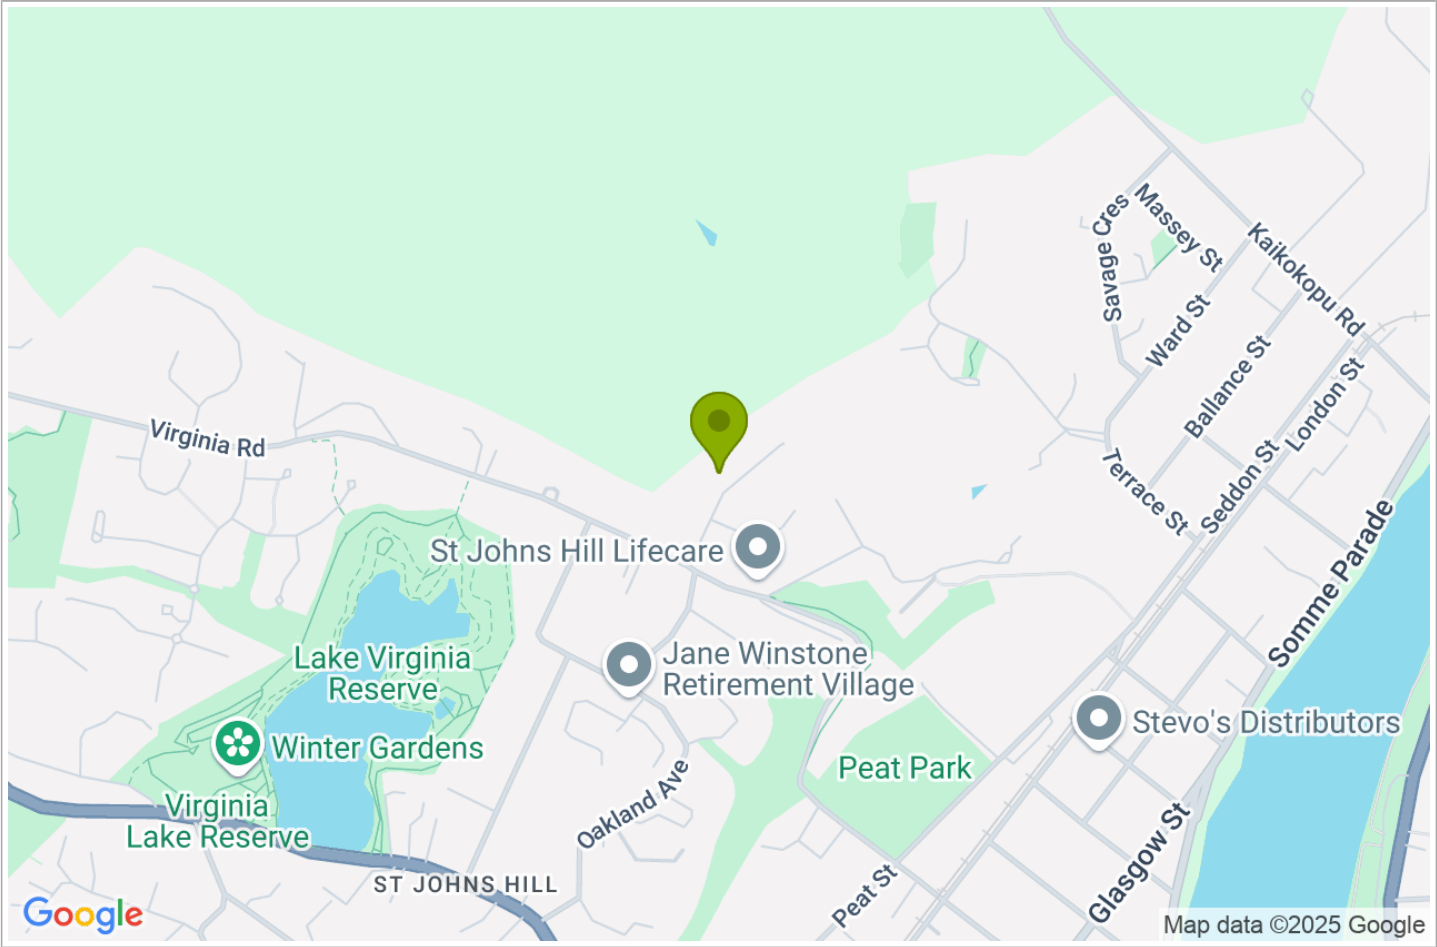 Massey St
Savage Cres
Kaikokopu Rd
Ward St
Ballance St
London St
Virginia Rd
Terrace St
Seddon St
Somme Parade
St Johns Hill Lifecare
Lake Virginia
Reserve
Jane Winstone
Retirement Village
Winter Gardens
Stevo's Distributors
Peat Park
Virginia
Lake Reserve
Oakland Ave
Glasgow St
ST JOHNS HILL
Peat St
Google
Map data ©2025 Google